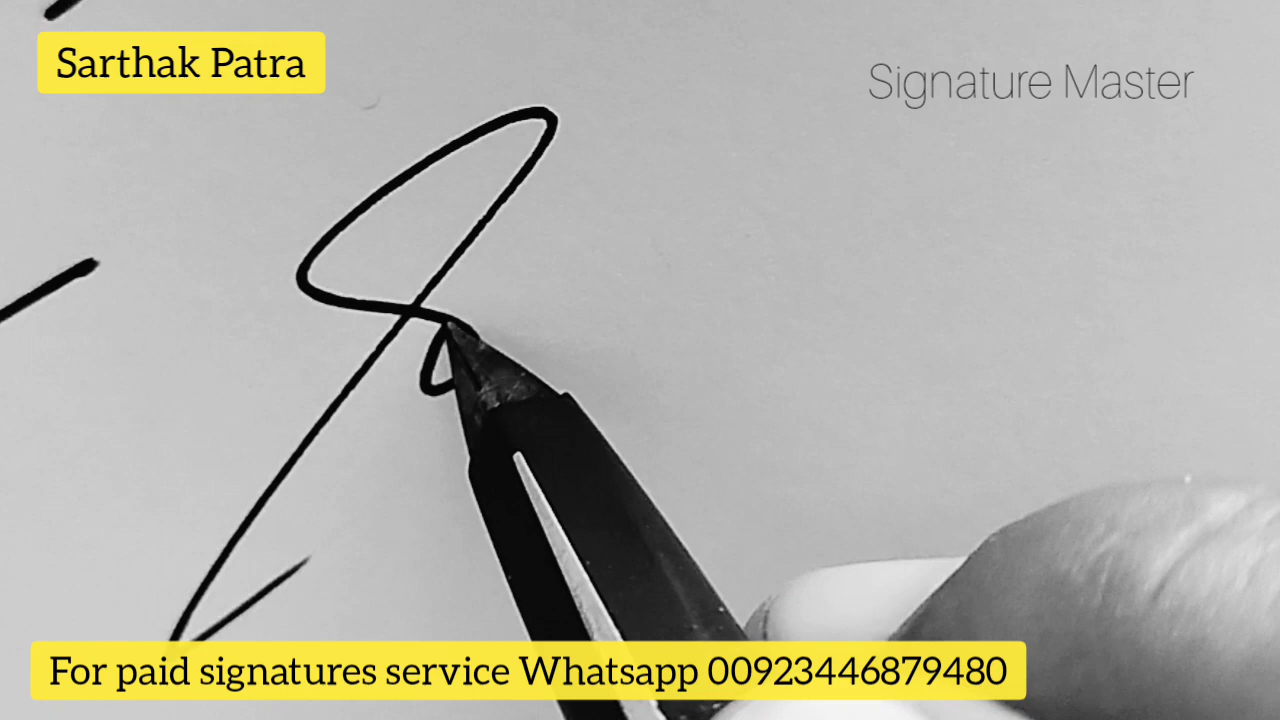 Sarthak Patra
Signature Master
For paid signatures service Whatsapp 00923446879480